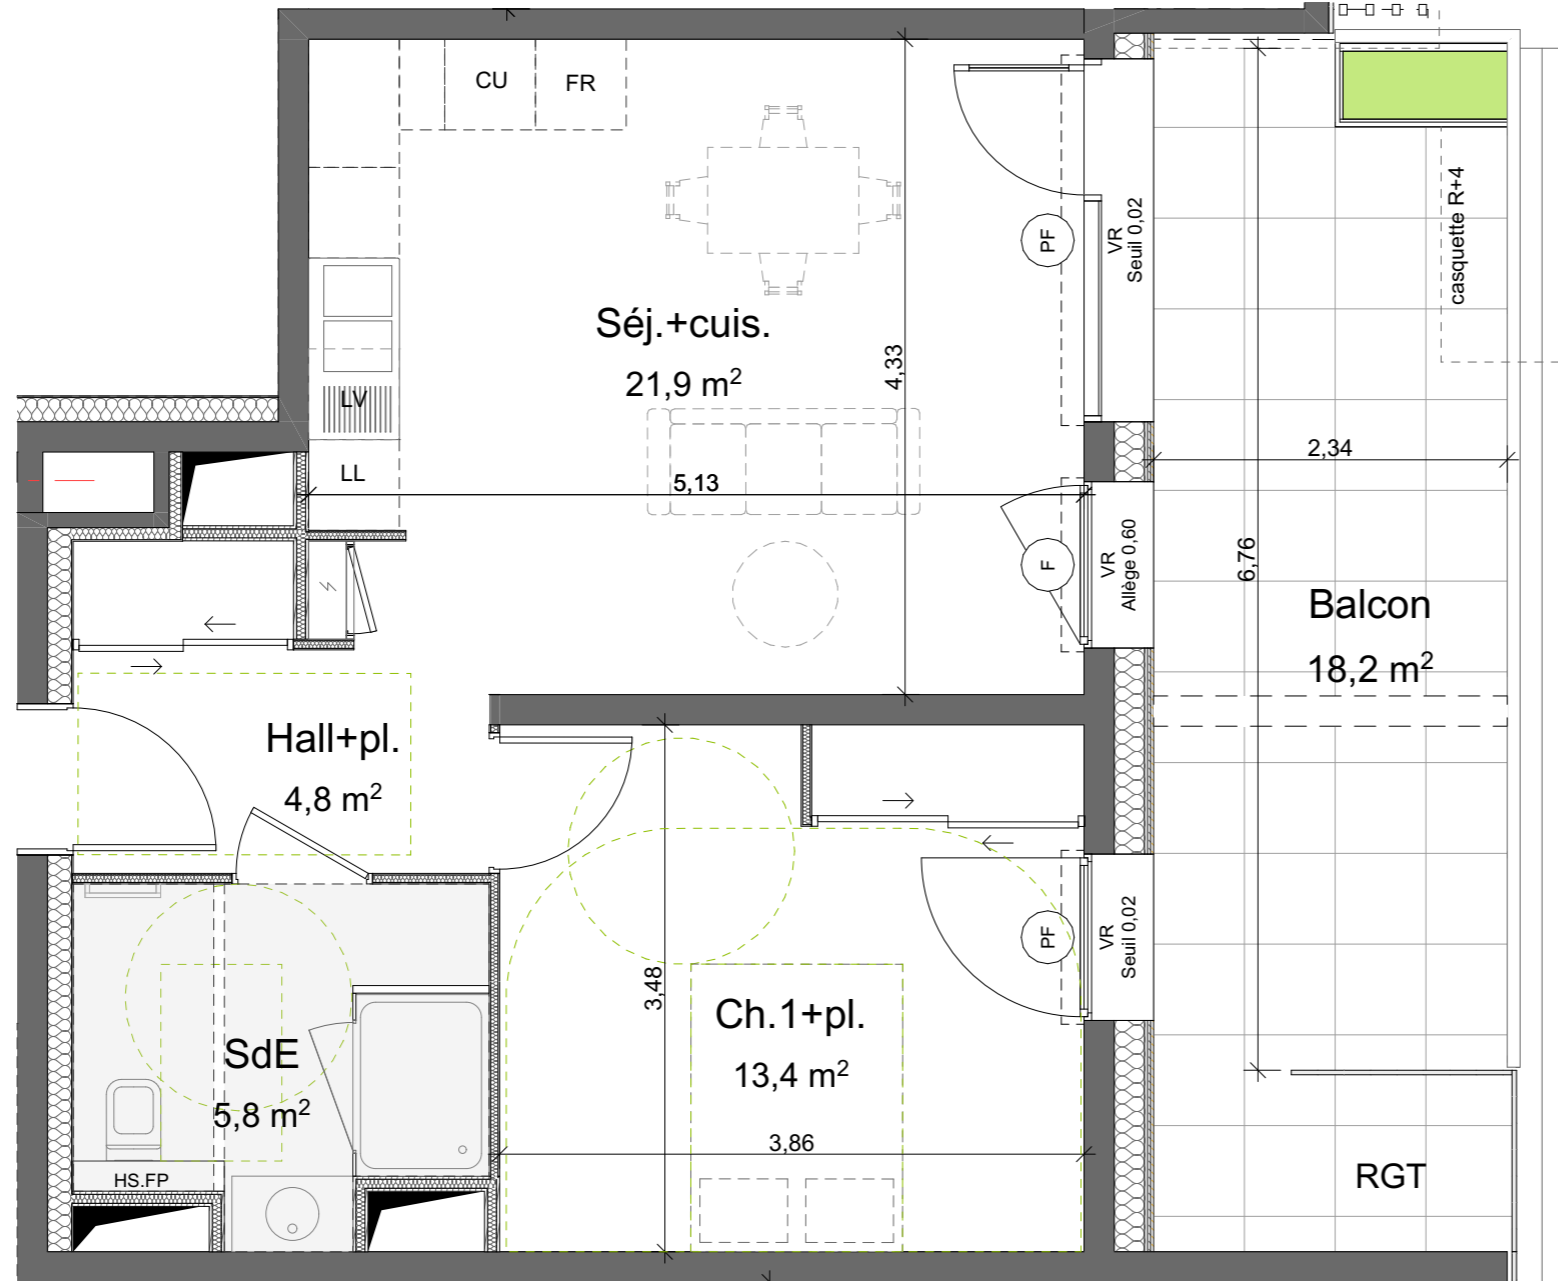 CU
FR
casquette R+4
PF
VR
Seuil 0,02
Séj.+cuis.
21,9 m²
4,33
LV
LL
5,13
2,34
F
VR
Allège 0,60
6,76
Balcon
18,2 m²
Hall+pl.
4,8 m²
PF
VR
Seuil 0,02
3,48
Ch.1+pl.
13,4 m²
SdE
5,8 m²
3,86
HS.FP
RGT